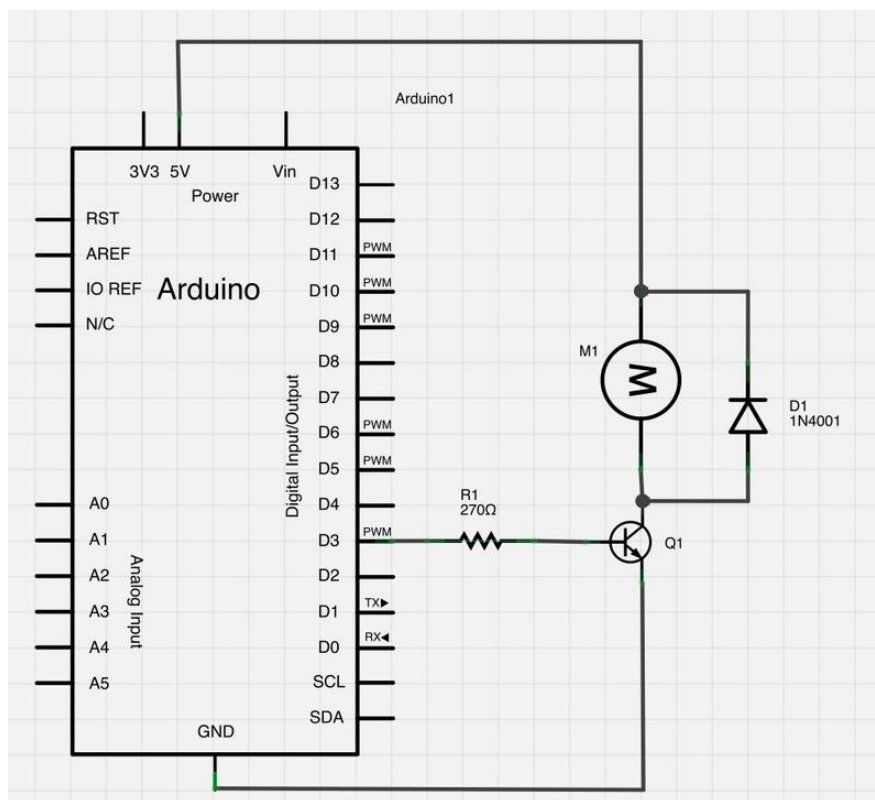 Arduino1
3V3 5V Vin
Power
Arduino
RST
AREF
IO REF
N/C
A0
A1
A2
A3
A4
A5
Analog Input
D13
D12
D11 PWM
D10 PWM
D9 PWM
D8
D7
D6 PWM
D5 PWM
D4
D3 PWM
D2
D1 TX▶
D0 RX◀
SCL
SDA
Digital Input/Output
GND
R1
270Ω
M1
M
D1
1N4001
Q1